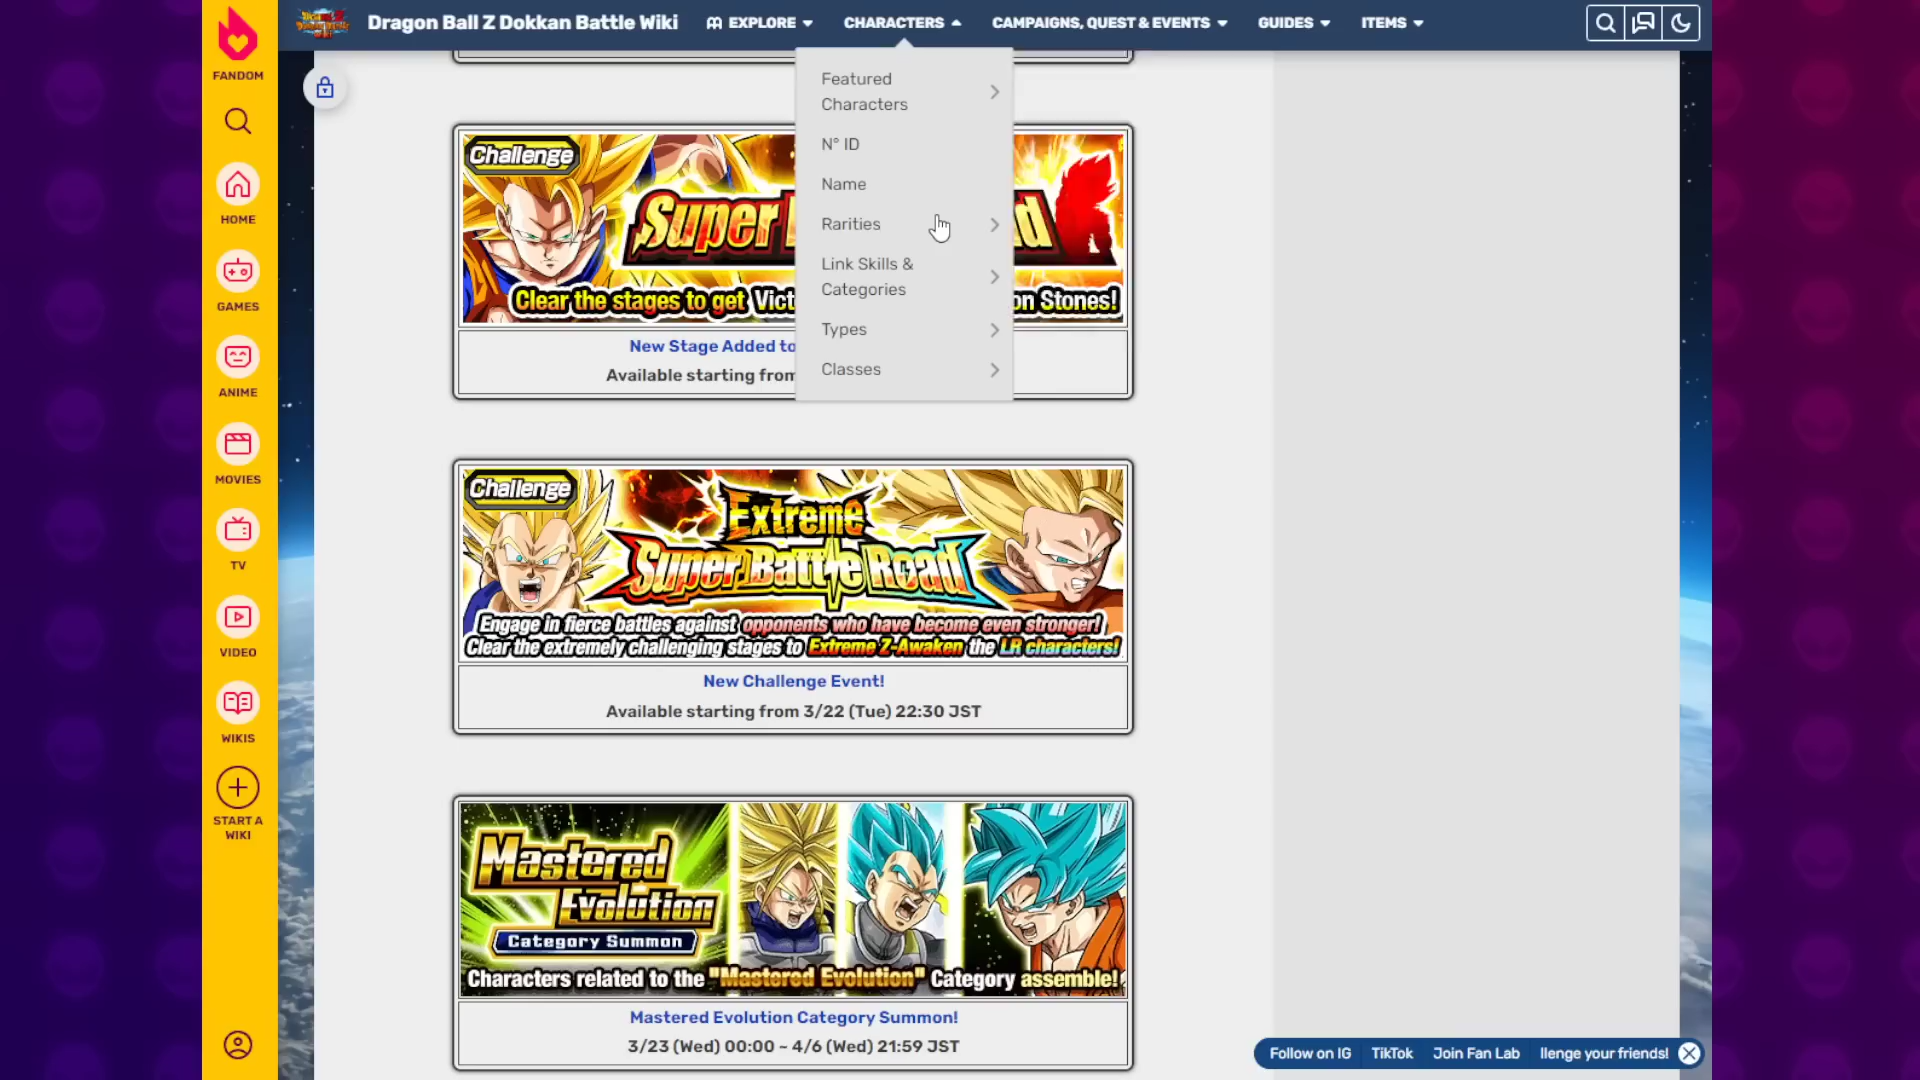 FANDOM
HOME
GAMES
ANIME
MOVIES
TV
VIDEO
WIKIS
START A
WIKI
Dragon Ball Z Dokkan Battle Wiki
EXPLORE
CHARACTERS
CAMPAIGNS, QUEST & EVENTS
GUIDES
ITEMS
Featured
Characters
N° ID
Name
Rarities
Link Skills &
Categories
Types
Classes
Challenge
Super
Clear the stages to get Vict
on Stones!
New Stage Added to
Available starting from
Challenge
Extreme
Super Battle Road
Engage in fierce battles against opponents who have become even stronger!
Clear the extremely challenging stages to Extreme Z-Awaken the LR characters!
New Challenge Event!
Available starting from 3/22 (Tue) 22:30 JST
Mastered
Evolution
Category Summon
Characters related to the "Mastered Evolution" Category assemble!
Mastered Evolution Category Summon!
3/23 (Wed) 00:00 ~ 4/6 (Wed) 21:59 JST
Follow on IG TikTok Join Fan Lab llenge your friends!